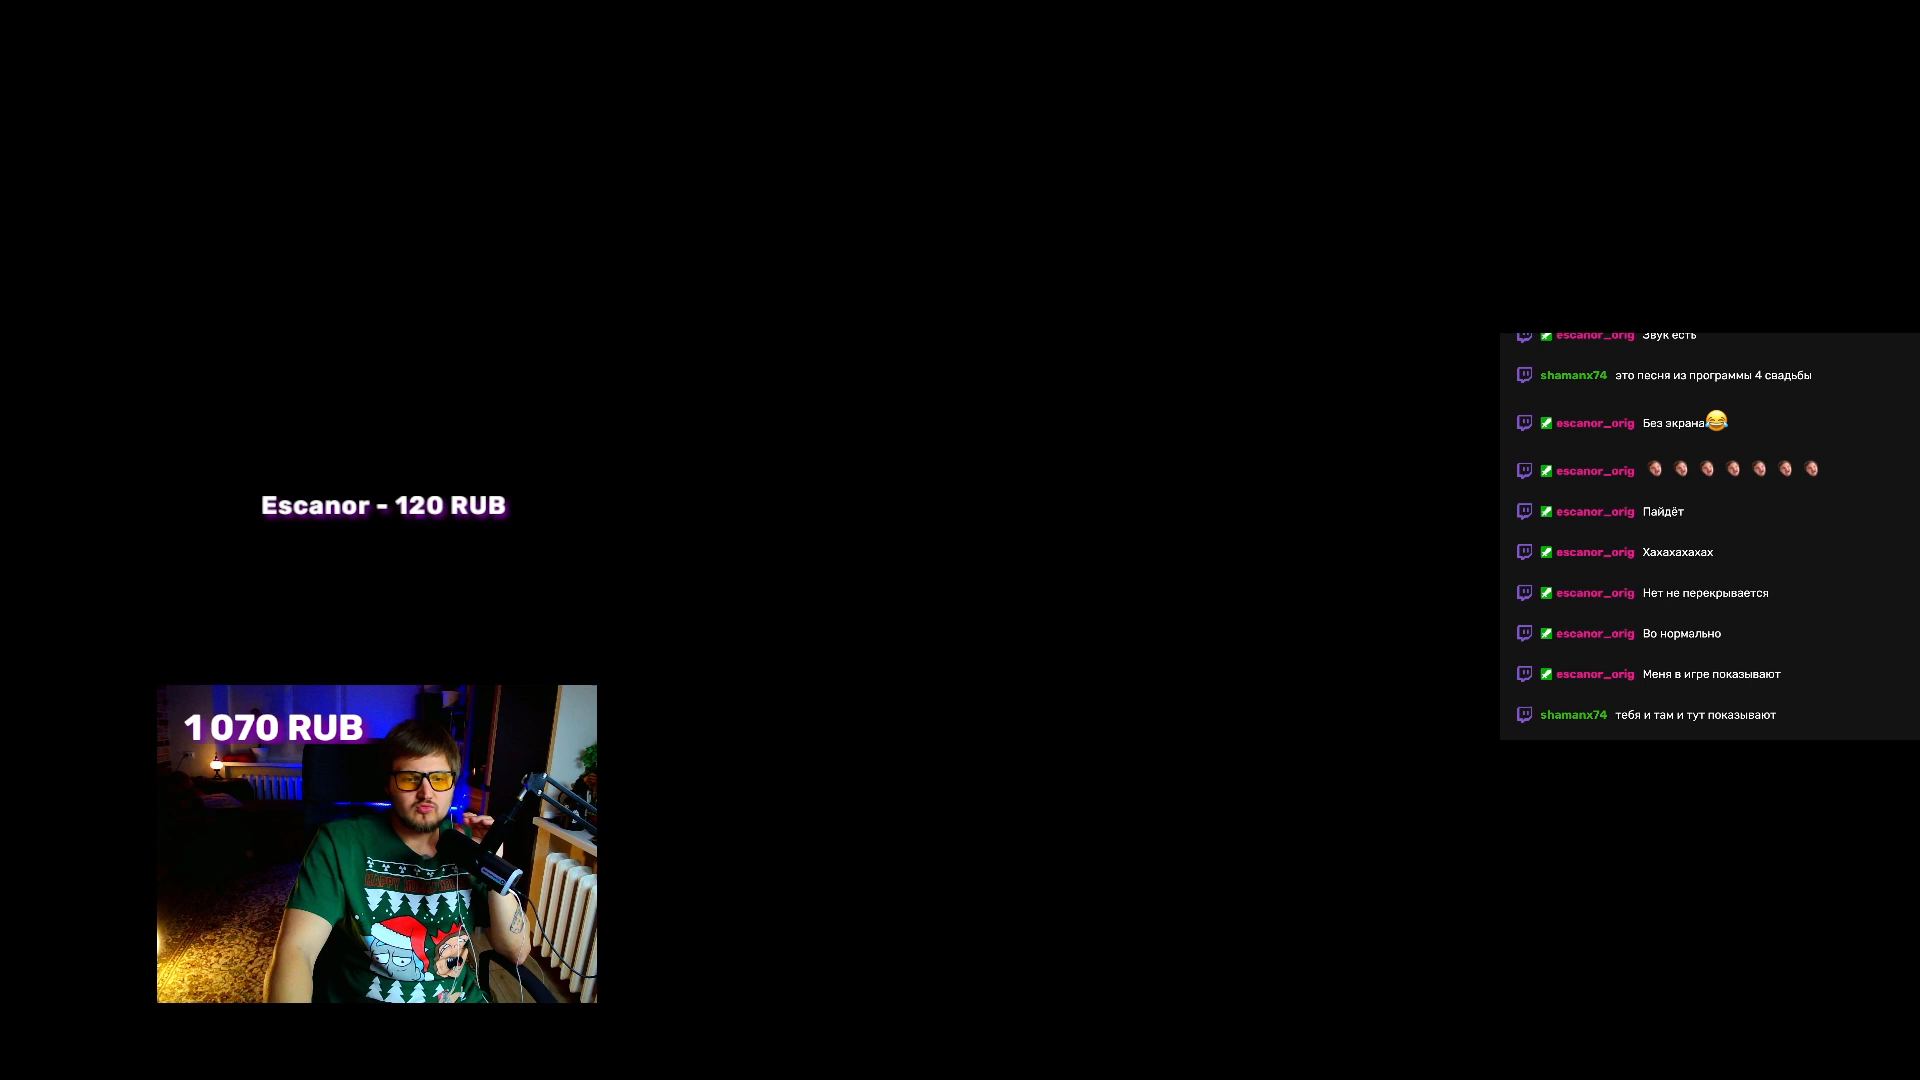 escanor_orig Звук есть
shamanx74 это песня из программы 4 свадьбы
escanor_orig Без экрана😂
escanor_orig
escanor_orig Пайдёт
escanor_orig Хахахахахах
escanor_orig Нет не перекрывается
escanor_orig Во нормально
escanor_orig Меня в игре показывают
shamanx74 тебя и там и тут показывают
Escanor - 120 RUB
1 070 RUB